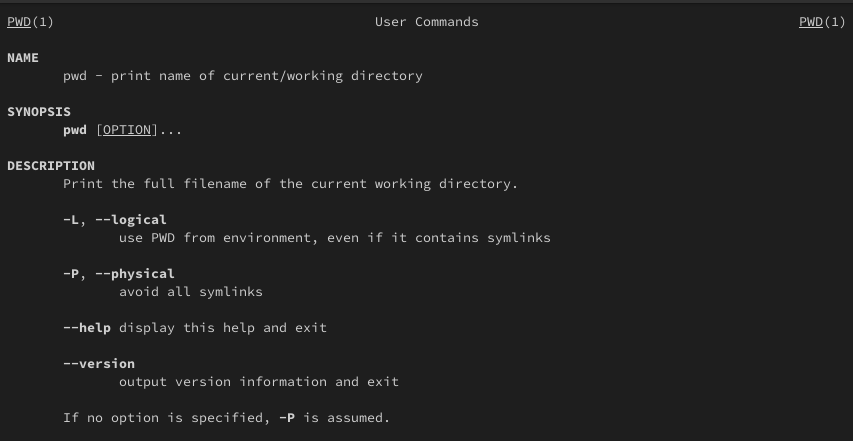 PWD(1) User Commands PWD(1)
NAME
pwd - print name of current/working directory
SYNOPSIS
pwd [OPTION]...
DESCRIPTION
Print the full filename of the current working directory.
-L, --logical
use PWD from environment, even if it contains symlinks
-P, --physical
avoid all symlinks
--help display this help and exit
--version
output version information and exit
If no option is specified, -P is assumed.